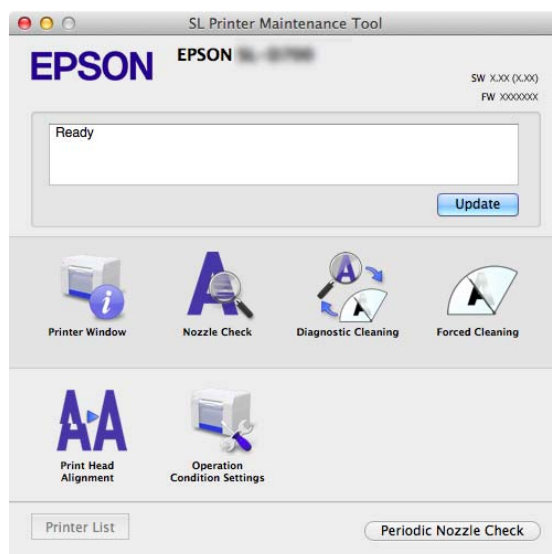 SL Printer Maintenance Tool
EPSON
EPSON
SW X.XX (X.XX)
FW XXXXXXX
Ready
Update
Printer Window
Nozzle Check
Diagnostic Cleaning
Forced Cleaning
Print Head
Alignment
Operation
Condition Settings
Printer List
Periodic Nozzle Check